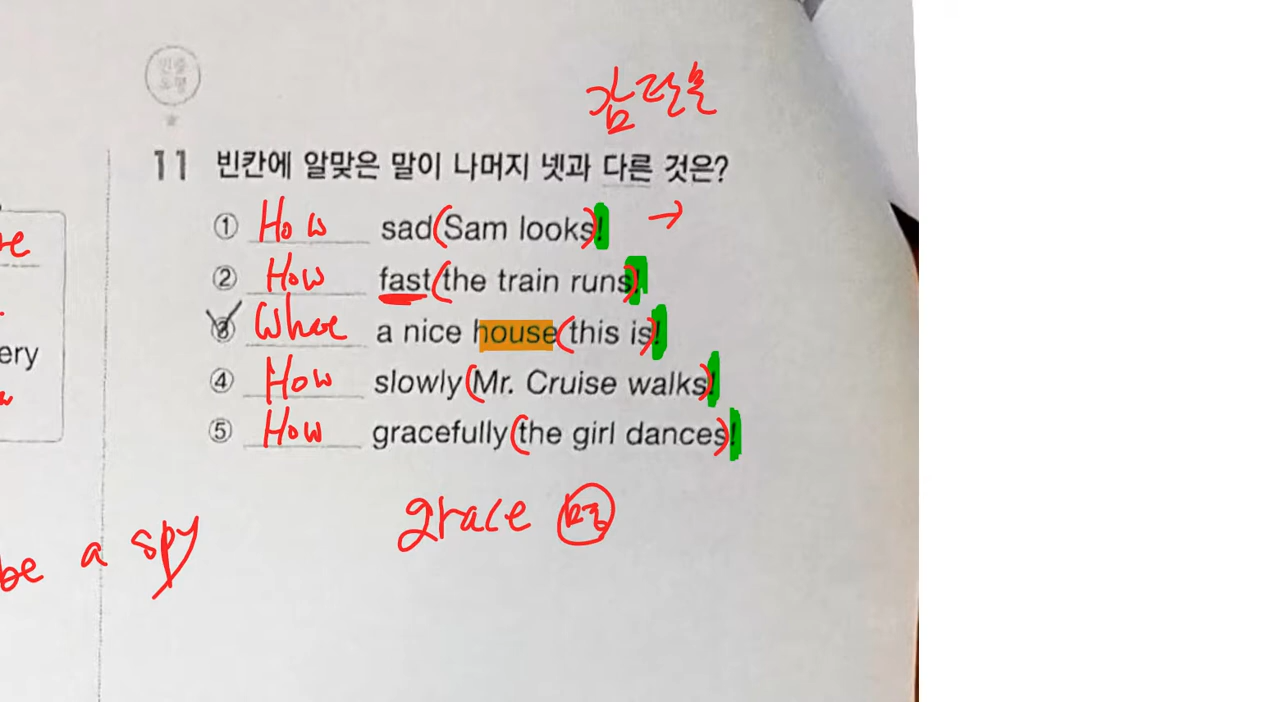 감탄문
11 빈칸에 알맞은 말이 나머지 넷과 다른 것은?
① How sad (Sam looks)! →
② How fast (the train runs)!
③ What a nice house (this is)!
④ How slowly (Mr. Cruise walks)!
⑤ How gracefully (the girl dances)!
grace 명
ery
be a spy